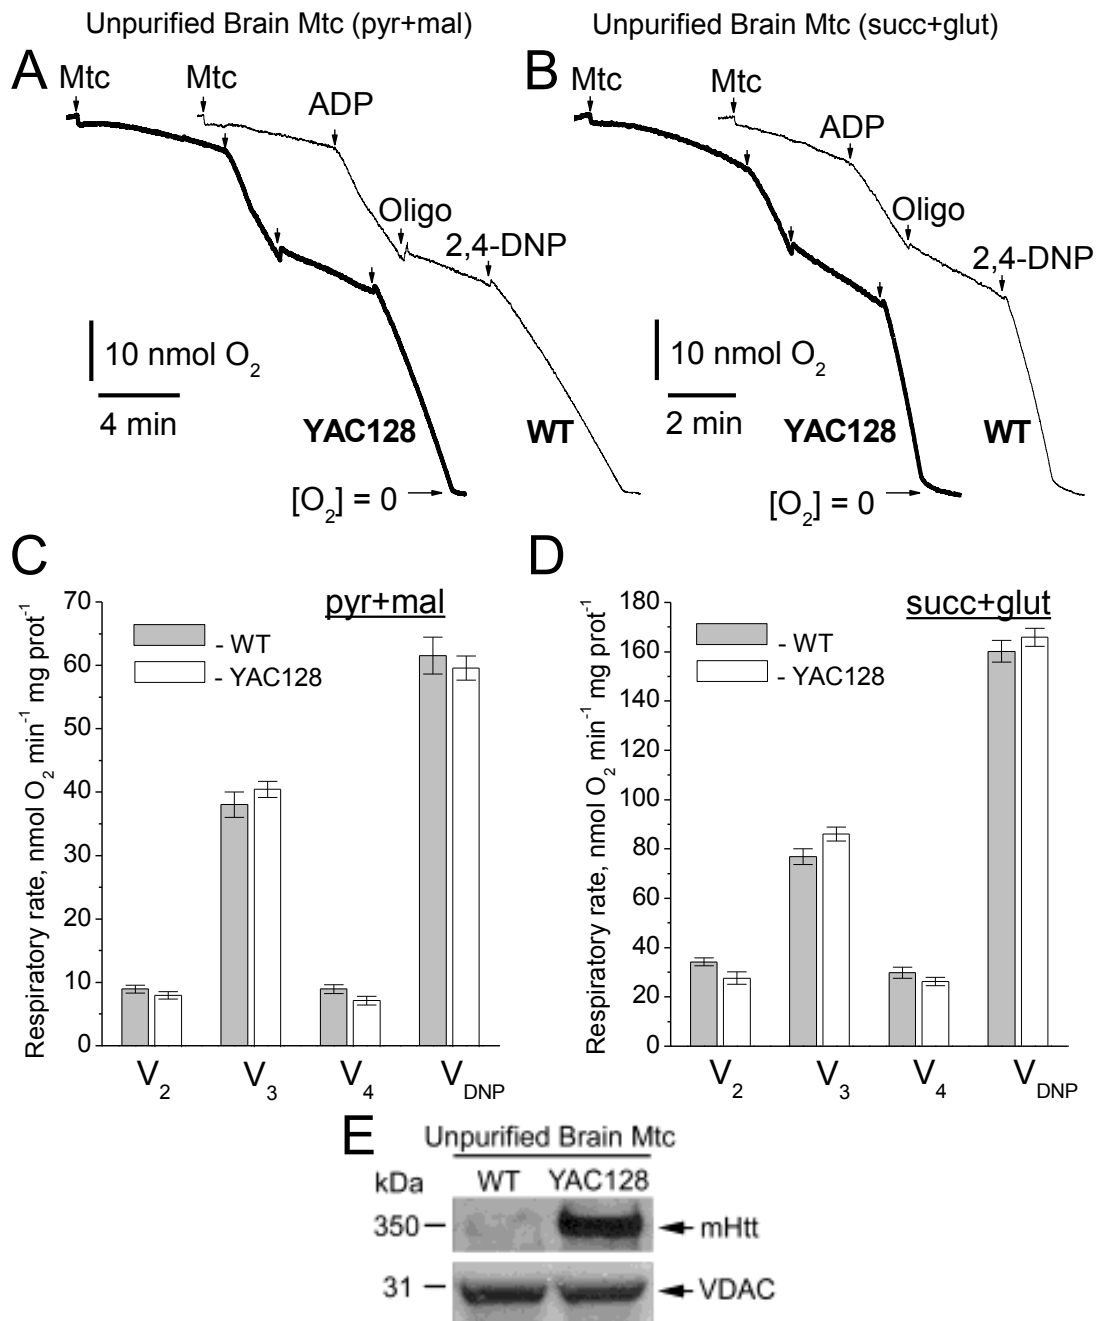 Unpurified Brain Mtc (pyr+mal)
Unpurified Brain Mtc (succ+glut)
A
Mtc
Mtc
ADP
Oligo
2,4-DNP
10 nmol O2
4 min
YAC128
WT
[O2] = 0
B
Mtc
Mtc
ADP
Oligo
2,4-DNP
10 nmol O2
2 min
YAC128
WT
[O2] = 0
C
pyr+mal
- WT
- YAC128
Respiratory rate, nmol O2 min-1 mg prot-1
70
60
50
40
30
20
10
0
V2
V3
V4
VDNP
D
succ+glut
- WT
- YAC128
Respiratory rate, nmol O2 min-1 mg prot-1
180
160
140
120
100
80
60
40
20
0
V2
V3
V4
VDNP
E
Unpurified Brain Mtc
kDa
WT YAC128
350
mHtt
31
VDAC